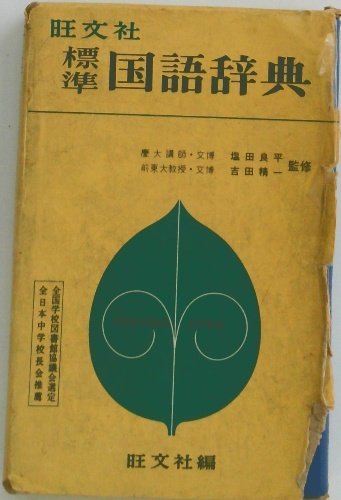 旺文社
標準 国語辞典
慶大講師・文博 塩田良平
前東大教授・文博 吉田精一
監修
全国学校図書館協議会選定
全日本中学校長会推薦
旺文社編